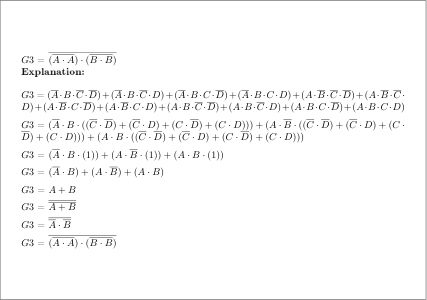 $G3 = \overline{(\overline{A \cdot A}) \cdot (\overline{B \cdot B})}$
Explanation:
$G3 = (\overline{A} \cdot B \cdot \overline{C} \cdot \overline{D}) + (\overline{A} \cdot B \cdot \overline{C} \cdot D) + (\overline{A} \cdot B \cdot C \cdot \overline{D}) + (\overline{A} \cdot B \cdot C \cdot D) + (A \cdot \overline{B} \cdot \overline{C} \cdot \overline{D}) + (A \cdot \overline{B} \cdot \overline{C} \cdot$
$D) + (A \cdot \overline{B} \cdot C \cdot \overline{D}) + (A \cdot \overline{B} \cdot C \cdot D) + (A \cdot B \cdot \overline{C} \cdot \overline{D}) + (A \cdot B \cdot \overline{C} \cdot D) + (A \cdot B \cdot C \cdot \overline{D}) + (A \cdot B \cdot C \cdot D)$
$G3 = (\overline{A} \cdot B \cdot ((\overline{C} \cdot \overline{D}) + (\overline{C} \cdot D) + (C \cdot \overline{D}) + (C \cdot D))) + (A \cdot \overline{B} \cdot ((\overline{C} \cdot \overline{D}) + (\overline{C} \cdot D) + (C \cdot$
$\overline{D}) + (C \cdot D))) + (A \cdot B \cdot ((\overline{C} \cdot \overline{D}) + (\overline{C} \cdot D) + (C \cdot \overline{D}) + (C \cdot D)))$
$G3 = (\overline{A} \cdot B \cdot (1)) + (A \cdot \overline{B} \cdot (1)) + (A \cdot B \cdot (1))$
$G3 = (\overline{A} \cdot B) + (A \cdot \overline{B}) + (A \cdot B)$
$G3 = A + B$
$G3 = \overline{\overline{A + B}}$
$G3 = \overline{\overline{A} \cdot \overline{B}}$
$G3 = \overline{(\overline{A \cdot A}) \cdot (\overline{B \cdot B})}$